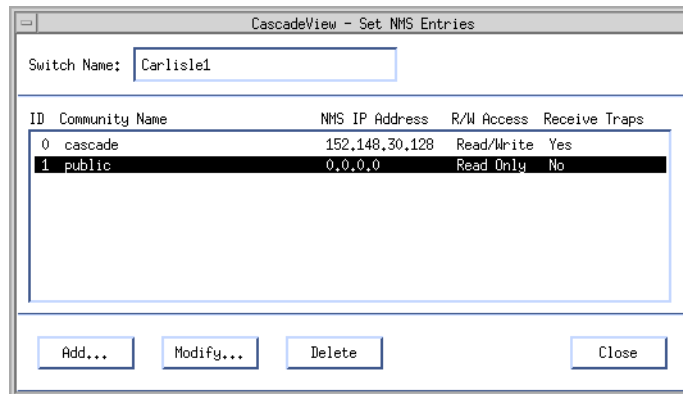 CascadeView - Set NMS Entries
Switch Name: Carlisle1
ID Community Name NMS IP Address R/W Access Receive Traps
0 cascade 152.148.30.128 Read/Write Yes
1 public 0.0.0.0 Read Only No
Add... Modify... Delete Close